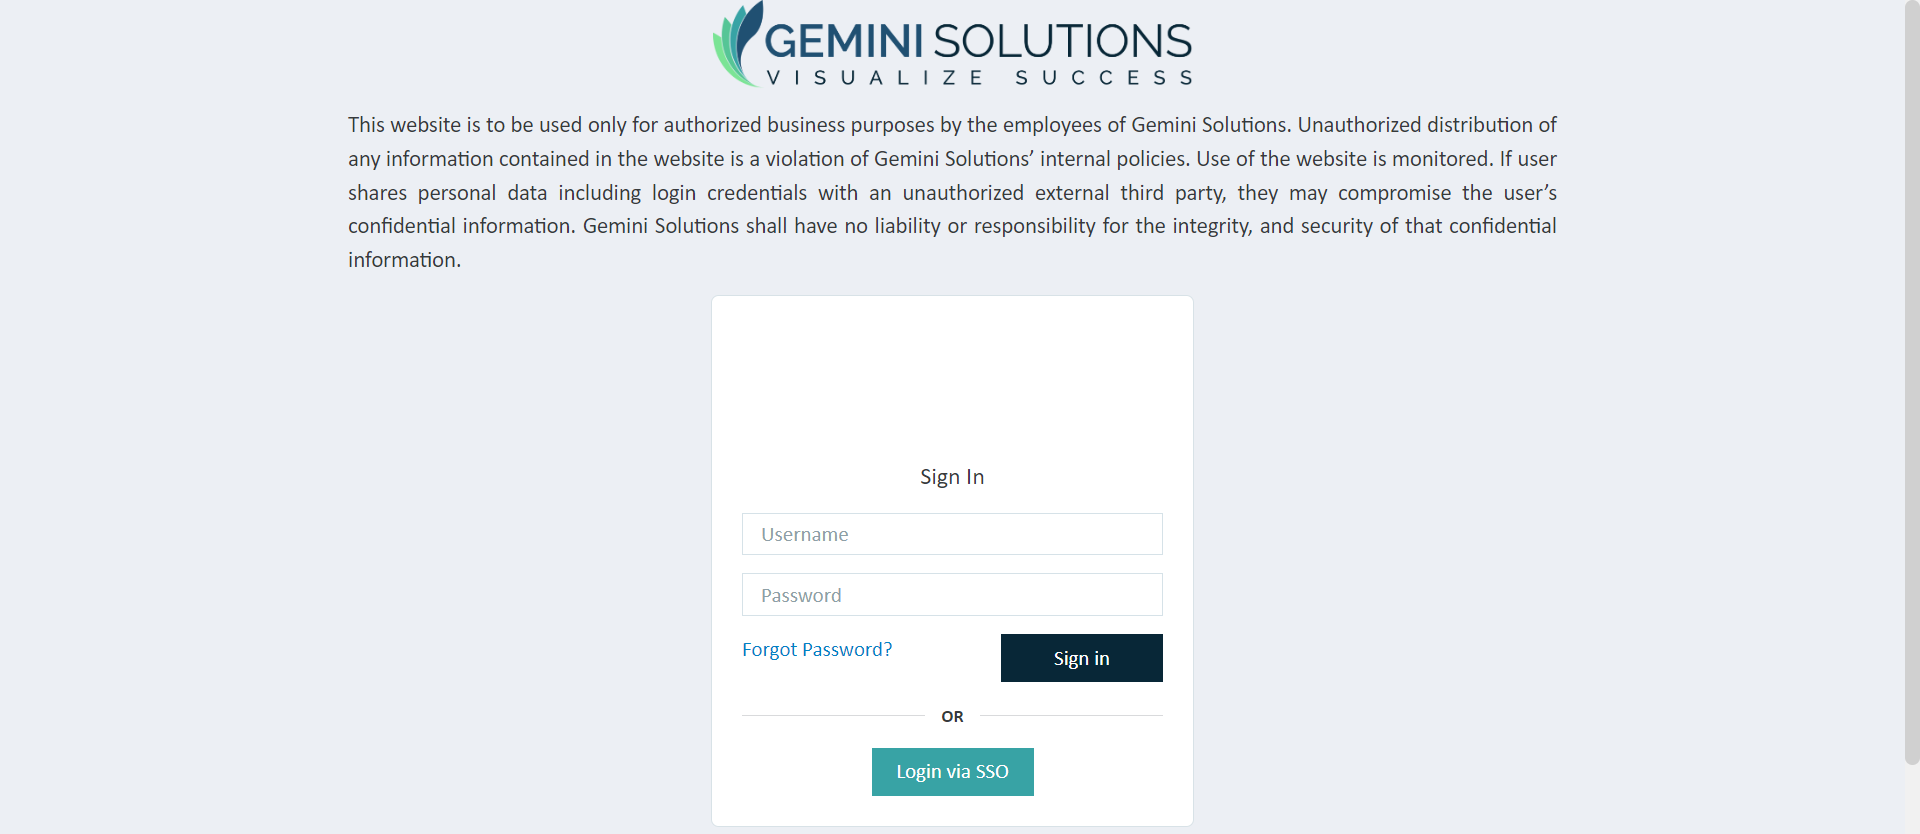 GEMINI SOLUTIONS
VISUALIZE SUCCESS
This website is to be used only for authorized business purposes by the employees of Gemini Solutions. Unauthorized distribution of
any information contained in the website is a violation of Gemini Solutions’ internal policies. Use of the website is monitored. If user
shares personal data including login credentials with an unauthorized external third party, they may compromise the user’s
confidential information. Gemini Solutions shall have no liability or responsibility for the integrity, and security of that confidential
information.
Sign In
Username
Password
Forgot Password?
Sign in
OR
Login via SSO